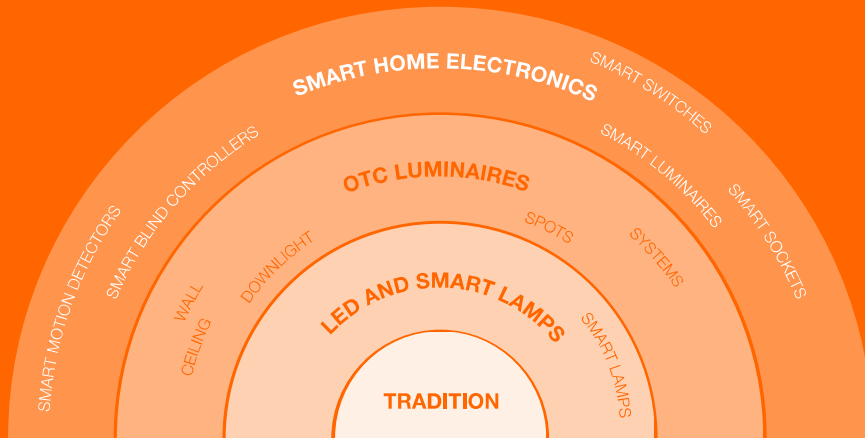 SMART HOME ELECTRONICS
SMART SWITCHES
SMART BLIND CONTROLLERS
SMART LUMINAIRES
SMART MOTION DETECTORS
SMART SOCKETS
OTC LUMINAIRES
DOWNLIGHT
SPOTS
SYSTEMS
WALL
CEILING
LED AND SMART LAMPS
SMART LAMPS
TRADITION